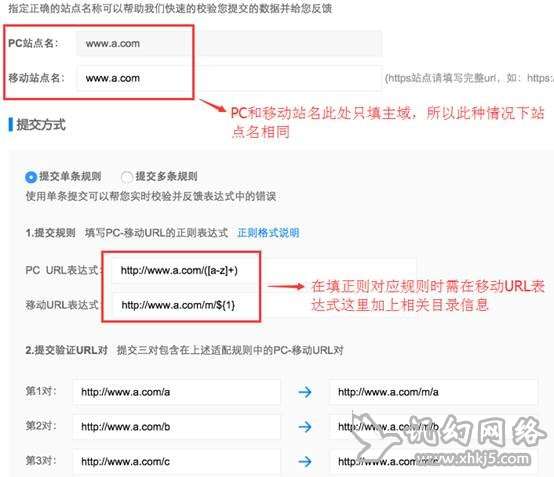 指定正确的站点名称可以帮助我们快速的校验您提交的数据并给您反馈
PC站点名: www.a.com
移动站点名: www.a.com (https站点请填写完整url，如：https:
PC和移动站名此处只填主域，所以此种情况下站
点名相同
提交方式
提交单条规则 提交多条规则
使用单条提交可以帮您实时校验并反馈表达式中的错误
1.提交规则 填写PC-移动URL的正则表达式 正则格式说明
PC URL表达式: http://www.a.com/([a-z]+)
移动URL表达式: http://www.a.com/m/${1}
在填正则对应规则时需在移动URL表
达式这里加上相关目录信息
2.提交验证URL对 提交三对包含在上述适配规则中的PC-移动URL对
第1对: http://www.a.com/a → http://www.a.com/m/a
第2对: http://www.a.com/b → http://www.a.com/m/b
第3对: http://www.a.com/c →
www.xhkj5.com